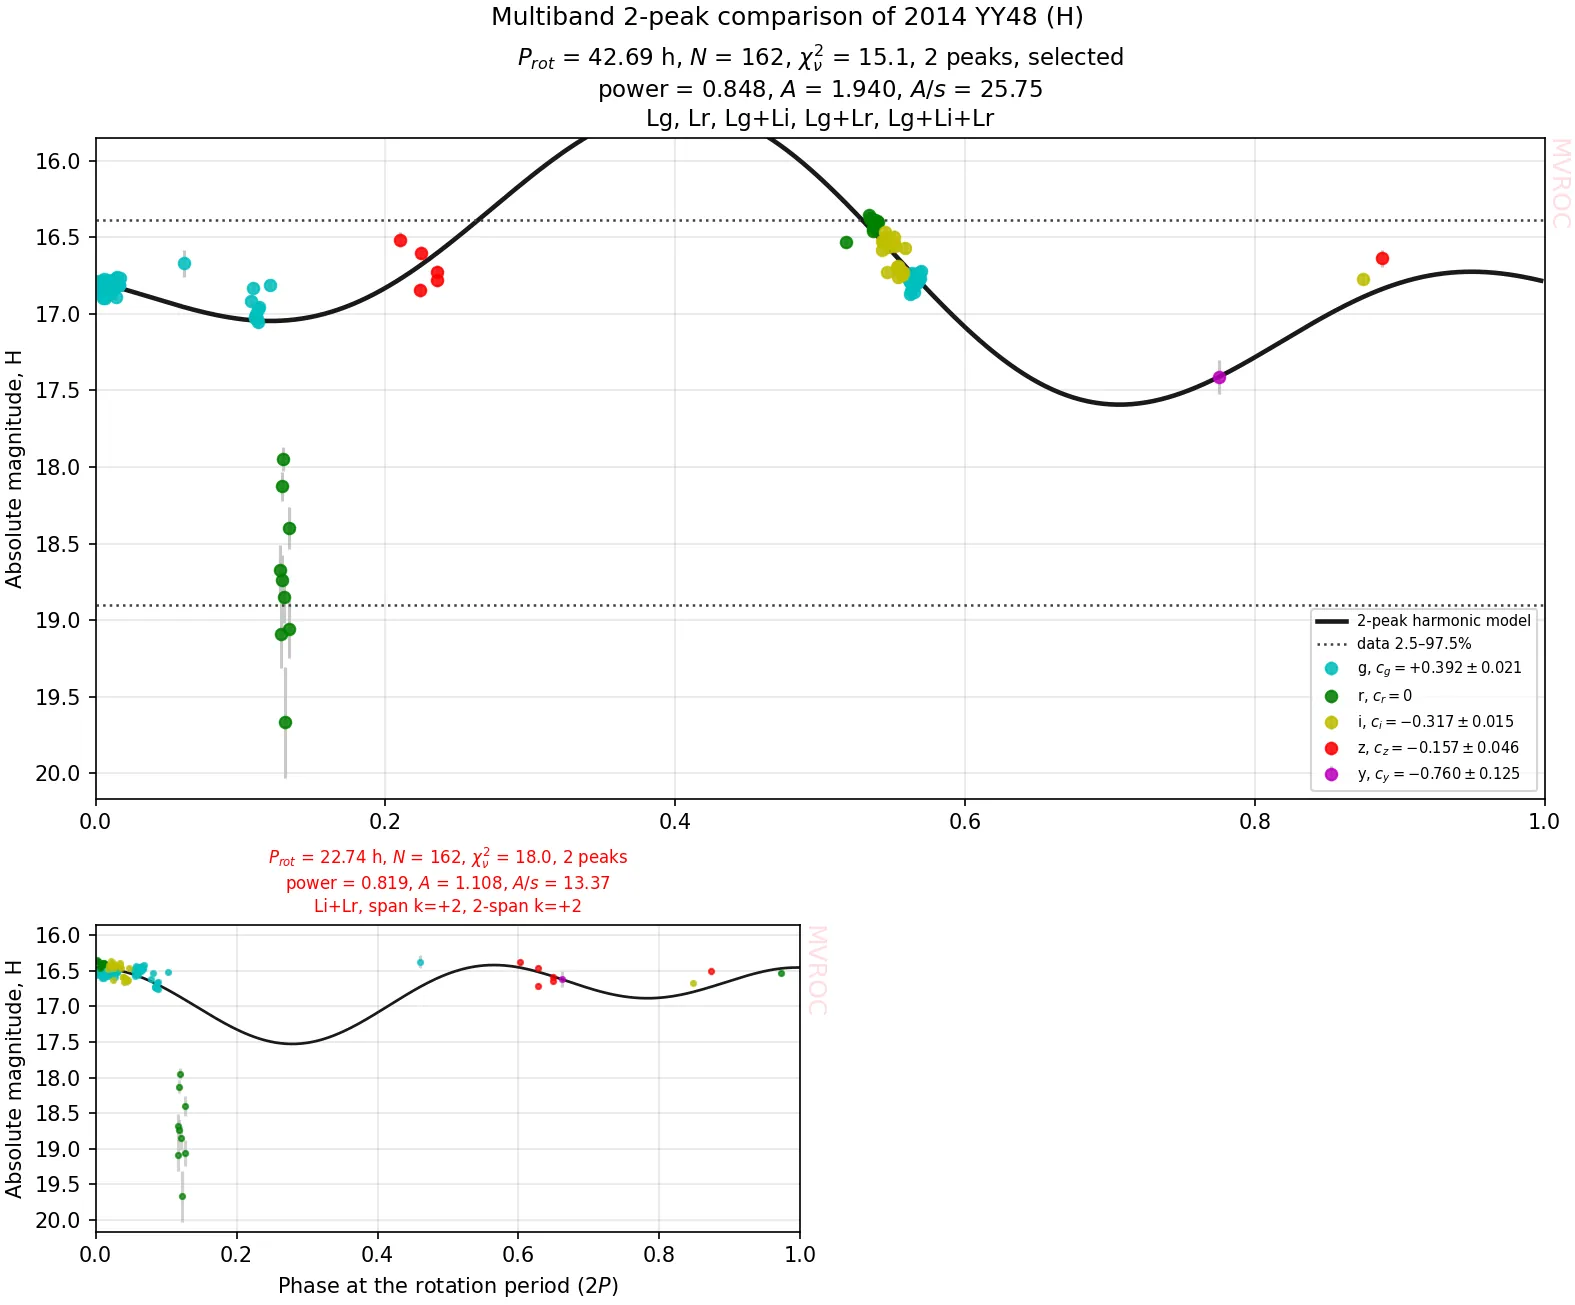 Multiband 2-peak comparison of 2014 YY48 (H)
P_rot = 42.69 h, N = 162, χ²_ν = 15.1, 2 peaks, selected
power = 0.848, A = 1.940, A/s = 25.75
Lg, Lr, Lg+Li, Lg+Lr, Lg+Li+Lr
MVROC
Absolute magnitude, H
16.0
16.5
17.0
17.5
18.0
18.5
19.0
19.5
20.0
2-peak harmonic model
data 2.5–97.5%
g, c_g = +0.392 ± 0.021
r, c_r = 0
i, c_i = −0.317 ± 0.015
z, c_z = −0.157 ± 0.046
y, c_y = −0.760 ± 0.125
0.0 0.2 0.4 0.6 0.8 1.0
P_rot = 22.74 h, N = 162, χ²_ν = 18.0, 2 peaks
power = 0.819, A = 1.108, A/s = 13.37
Li+Lr, span k=+2, 2-span k=+2
MVROC
Absolute magnitude, H
16.0
16.5
17.0
17.5
18.0
18.5
19.0
19.5
20.0
0.0 0.2 0.4 0.6 0.8 1.0
Phase at the rotation period (2P)